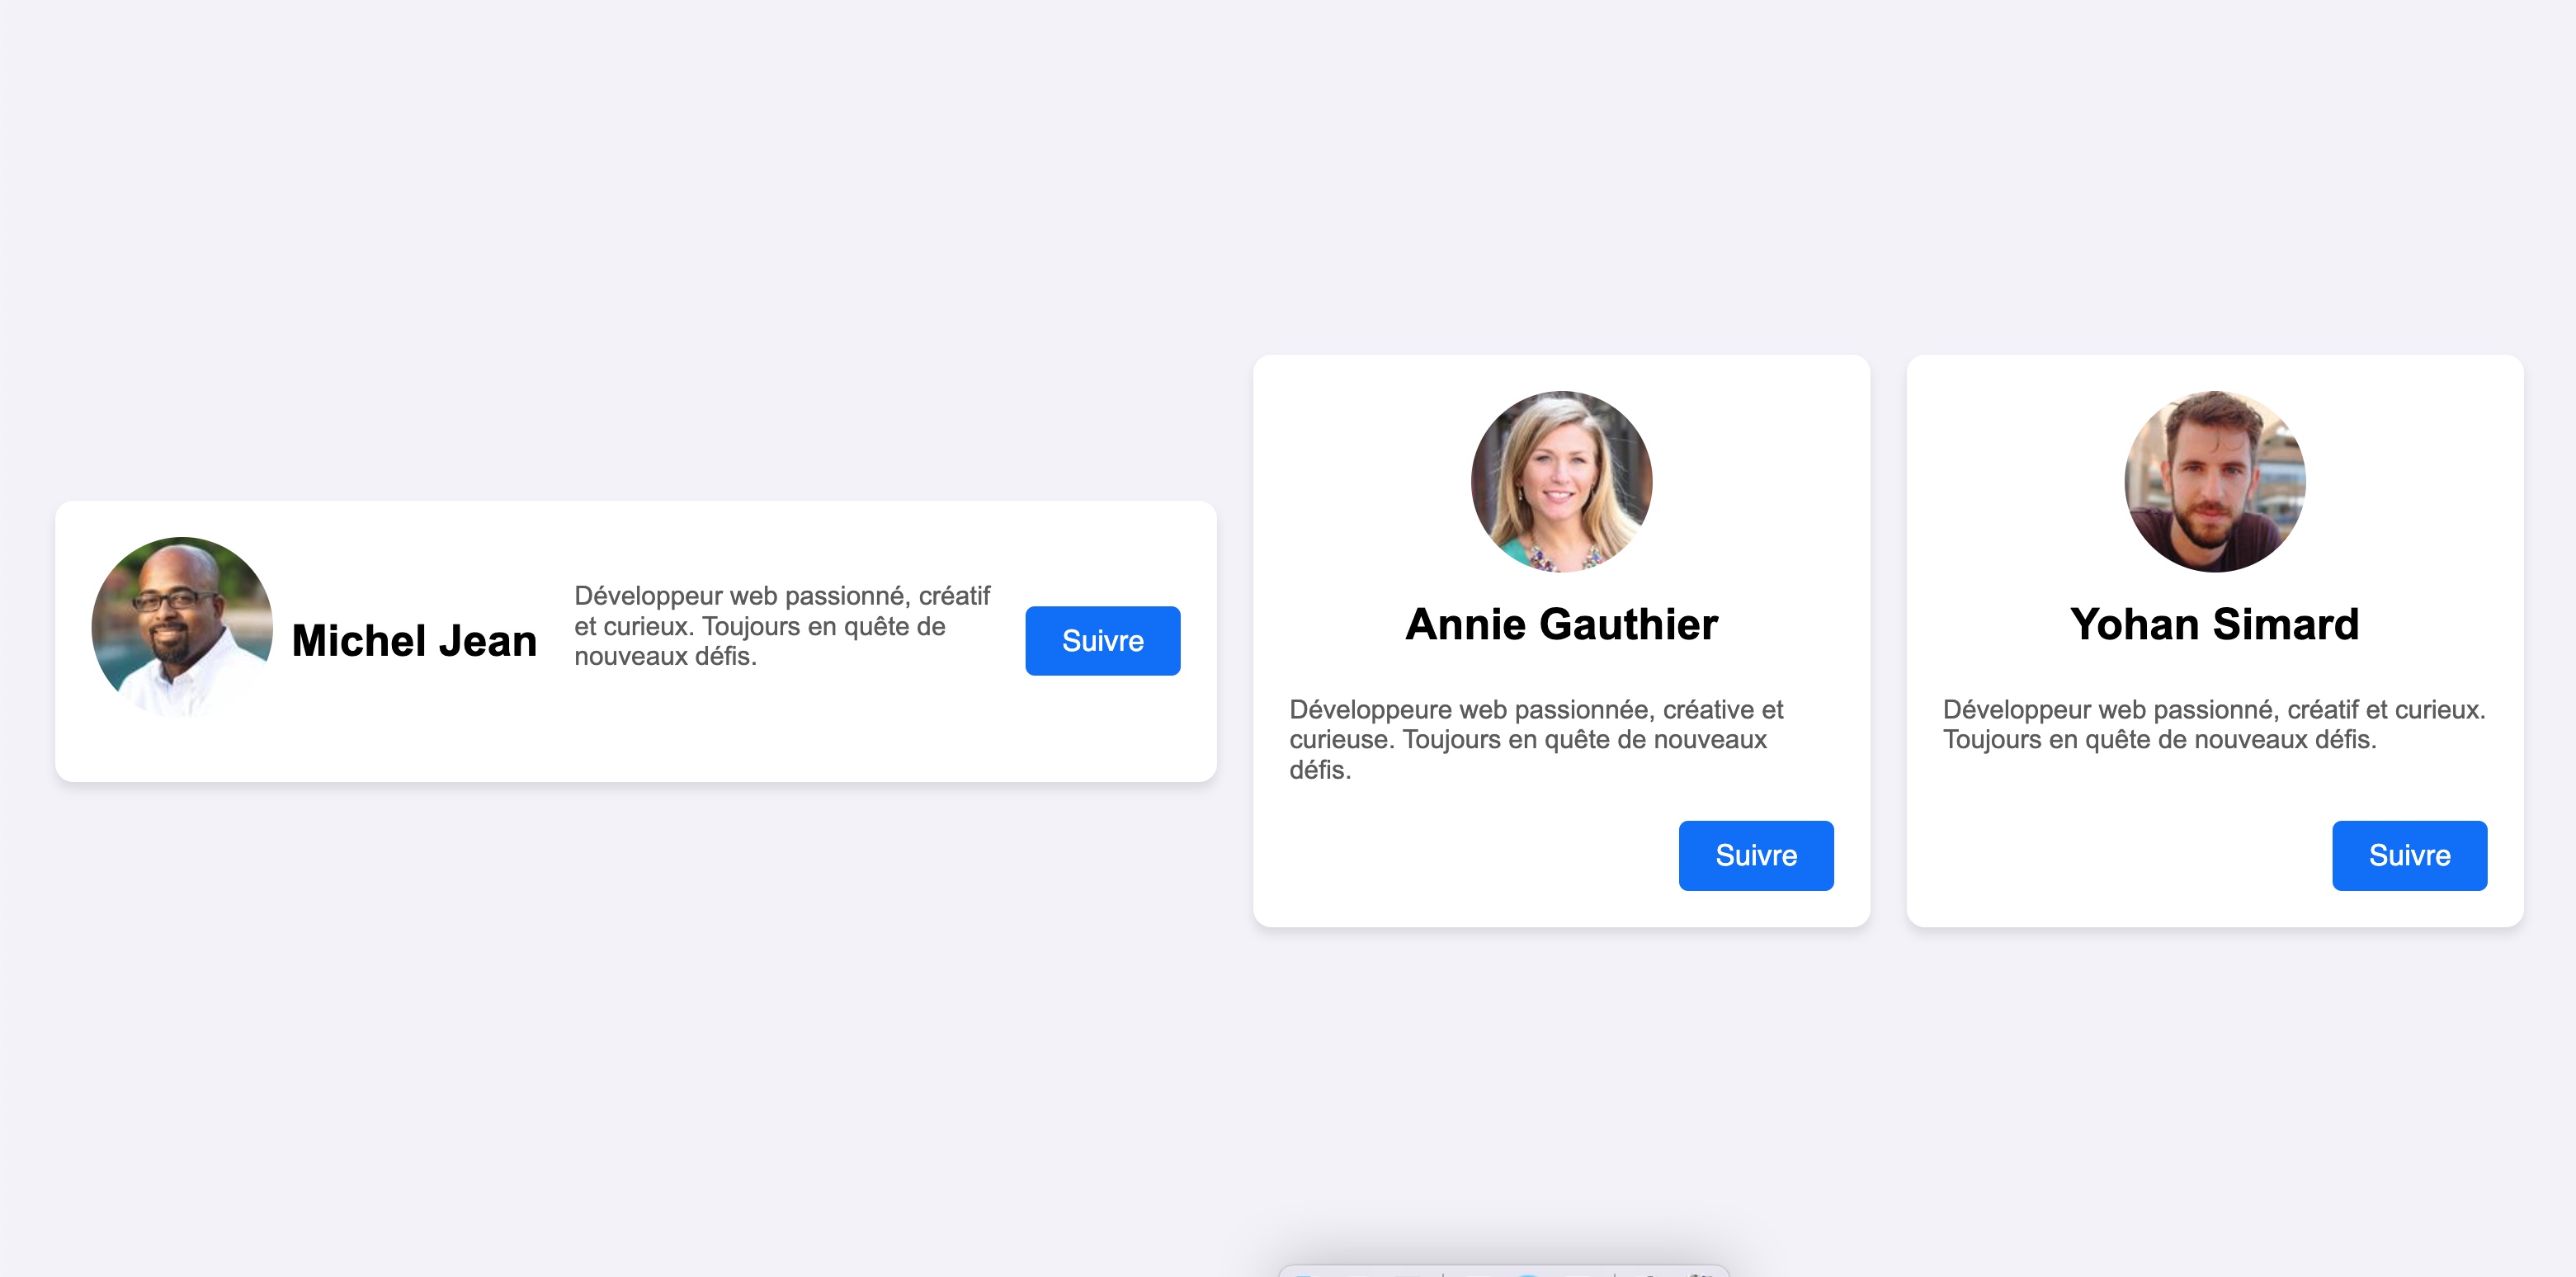 Michel Jean
Développeur web passionné, créatif
et curieux. Toujours en quête de
nouveaux défis.
Suivre
Annie Gauthier
Développeure web passionnée, créative et
curieuse. Toujours en quête de nouveaux
défis.
Suivre
Yohan Simard
Développeur web passionné, créatif et curieux.
Toujours en quête de nouveaux défis.
Suivre